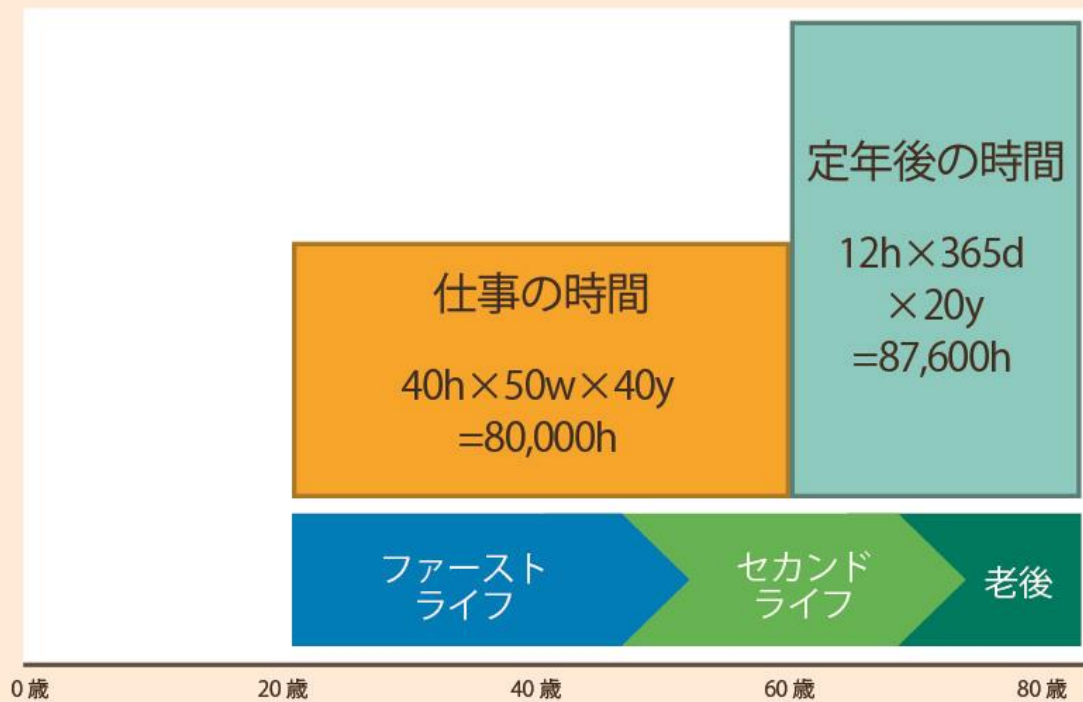 定年後の時間
12h×365d
×20y
=87,600h
仕事の時間
40h×50w×40y
=80,000h
ファースト
ライフ
セカンド
ライフ
老後
0歳
20歳
40歳
60歳
80歳